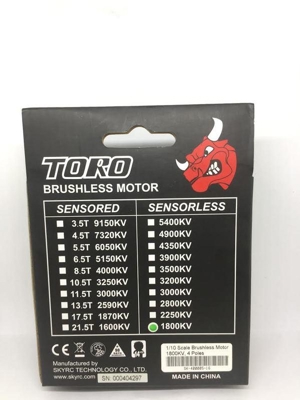 TORO
BRUSHLESS MOTOR
SENSORED SENSORLESS
3.5T 9150KV 5400KV
4.5T 7320KV 4900KV
5.5T 6050KV 4350KV
6.5T 5150KV 3900KV
8.5T 4000KV 3500KV
10.5T 3250KV 3200KV
11.5T 3000KV 3000KV
13.5T 2590KV 2800KV
17.5T 1870KV 2250KV
21.5T 1600KV 1800KV
Manufactured by
SKYRC TECHNOLOGY CO., LTD.
www.skyrc.com
SN: 000404297
1/10 Scale Brushless Motor
1800KV, 4 Poles
MADE IN CHINA